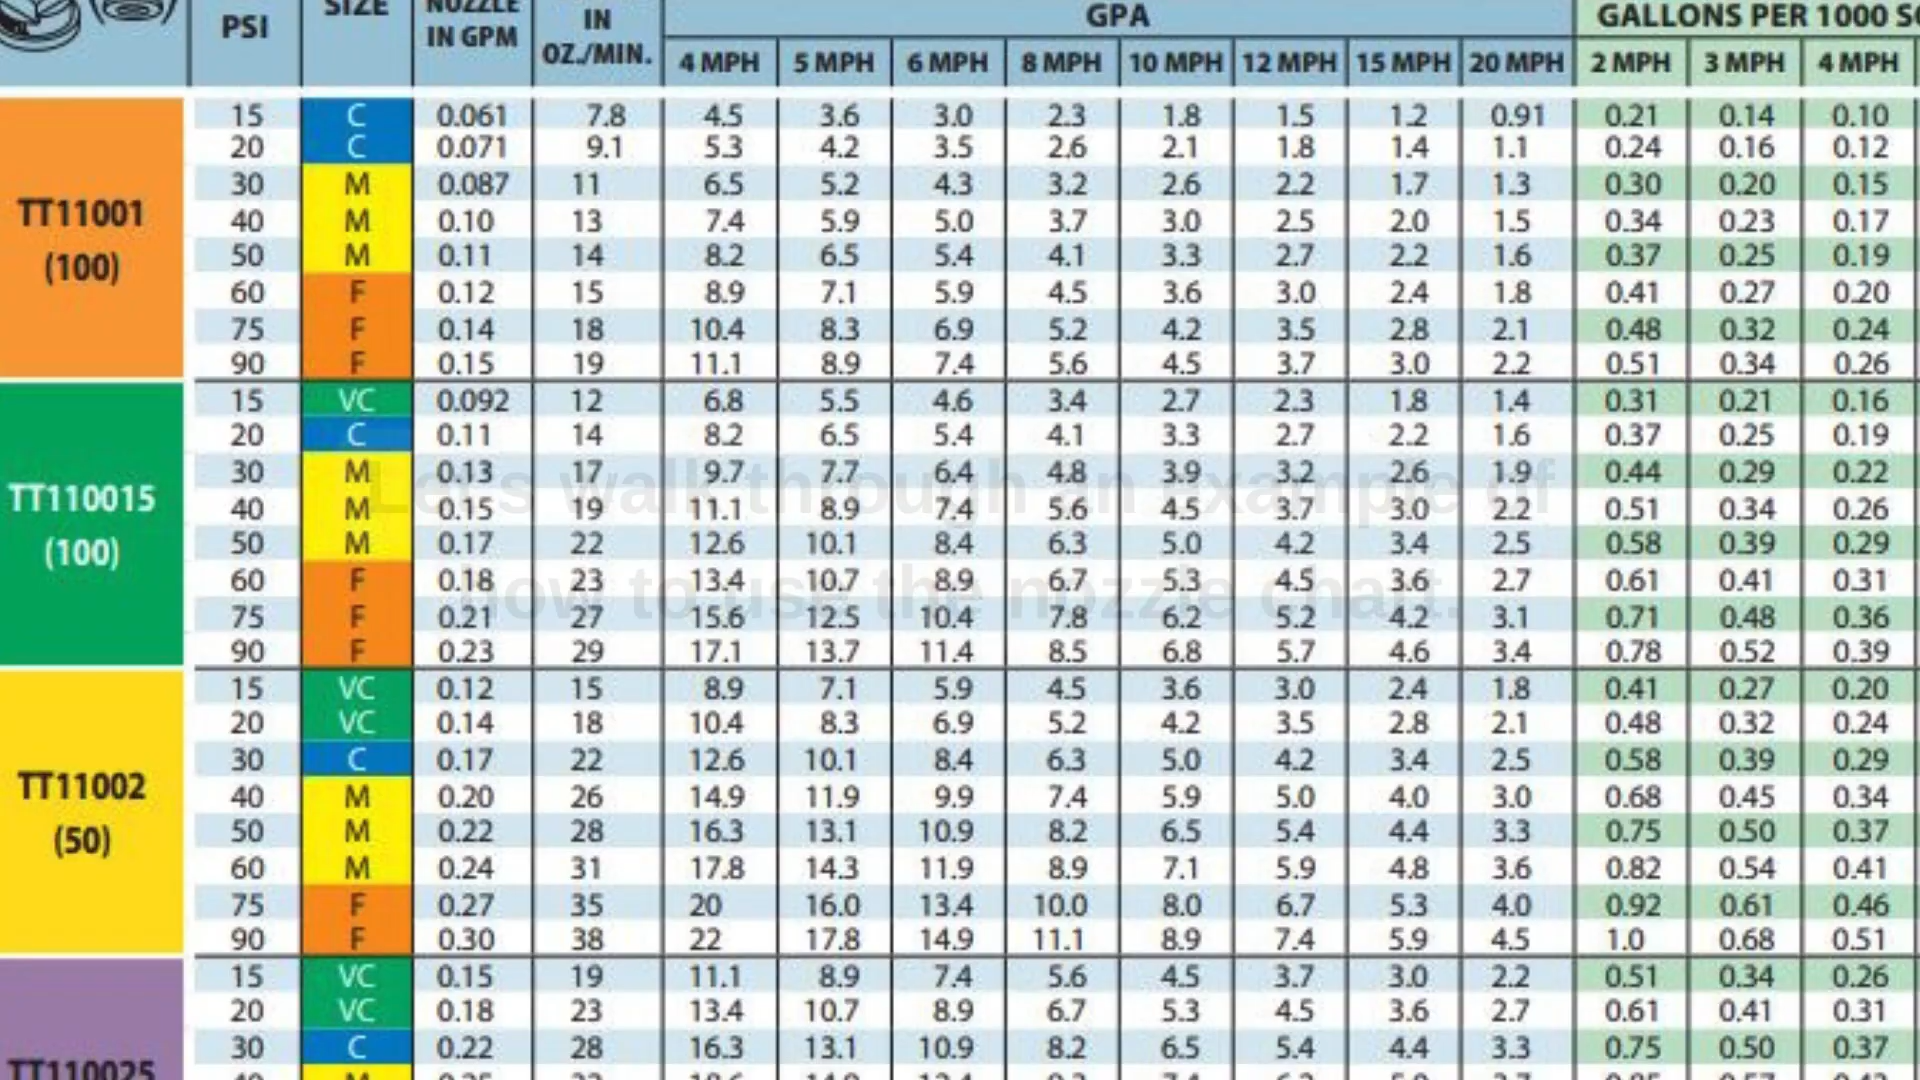 PSI SIZE NOZZLE IN GPM IN OZ./MIN. GPA GALLONS PER 1000 S
4 MPH 5 MPH 6 MPH 8 MPH 10 MPH 12 MPH 15 MPH 20 MPH 2 MPH 3 MPH 4 MPH
TT11001
(100)
15 C 0.061 7.8 4.5 3.6 3.0 2.3 1.8 1.5 1.2 0.91 0.21 0.14 0.10
20 C 0.071 9.1 5.3 4.2 3.5 2.6 2.1 1.8 1.4 1.1 0.24 0.16 0.12
30 M 0.087 11 6.5 5.2 4.3 3.2 2.6 2.2 1.7 1.3 0.30 0.20 0.15
40 M 0.10 13 7.4 5.9 5.0 3.7 3.0 2.5 2.0 1.5 0.34 0.23 0.17
50 M 0.11 14 8.2 6.5 5.4 4.1 3.3 2.7 2.2 1.6 0.37 0.25 0.19
60 F 0.12 15 8.9 7.1 5.9 4.5 3.6 3.0 2.4 1.8 0.41 0.27 0.20
75 F 0.14 18 10.4 8.3 6.9 5.2 4.2 3.5 2.8 2.1 0.48 0.32 0.24
90 F 0.15 19 11.1 8.9 7.4 5.6 4.5 3.7 3.0 2.2 0.51 0.34 0.26
TT110015
(100)
15 VC 0.092 12 6.8 5.5 4.6 3.4 2.7 2.3 1.8 1.4 0.31 0.21 0.16
20 C 0.11 14 8.2 6.5 5.4 4.1 3.3 2.7 2.2 1.6 0.37 0.25 0.19
30 M 0.13 17 9.7 7.7 6.4 4.8 3.9 3.2 2.6 1.9 0.44 0.29 0.22
40 M 0.15 19 11.1 8.9 7.4 5.6 4.5 3.7 3.0 2.2 0.51 0.34 0.26
50 M 0.17 22 12.6 10.1 8.4 6.3 5.0 4.2 3.4 2.5 0.58 0.39 0.29
60 F 0.18 23 13.4 10.7 8.9 6.7 5.3 4.5 3.6 2.7 0.61 0.41 0.31
75 F 0.21 27 15.6 12.5 10.4 7.8 6.2 5.2 4.2 3.1 0.71 0.48 0.36
90 F 0.23 29 17.1 13.7 11.4 8.5 6.8 5.7 4.6 3.4 0.78 0.52 0.39
Let's walk through an example of
how to use the nozzle chart.
TT11002
(50)
15 VC 0.12 15 8.9 7.1 5.9 4.5 3.6 3.0 2.4 1.8 0.41 0.27 0.20
20 VC 0.14 18 10.4 8.3 6.9 5.2 4.2 3.5 2.8 2.1 0.48 0.32 0.24
30 C 0.17 22 12.6 10.1 8.4 6.3 5.0 4.2 3.4 2.5 0.58 0.39 0.29
40 M 0.20 26 14.9 11.9 9.9 7.4 5.9 5.0 4.0 3.0 0.68 0.45 0.34
50 M 0.22 28 16.3 13.1 10.9 8.2 6.5 5.4 4.4 3.3 0.75 0.50 0.37
60 M 0.24 31 17.8 14.3 11.9 8.9 7.1 5.9 4.8 3.6 0.82 0.54 0.41
75 F 0.27 35 20 16.0 13.4 10.0 8.0 6.7 5.3 4.0 0.92 0.61 0.46
90 F 0.30 38 22 17.8 14.9 11.1 8.9 7.4 5.9 4.5 1.0 0.68 0.51
TT110025
15 VC 0.15 19 11.1 8.9 7.4 5.6 4.5 3.7 3.0 2.2 0.51 0.34 0.26
20 VC 0.18 23 13.4 10.7 8.9 6.7 5.3 4.5 3.6 2.7 0.61 0.41 0.31
30 C 0.22 28 16.3 13.1 10.9 8.2 6.5 5.4 4.4 3.3 0.75 0.50 0.37